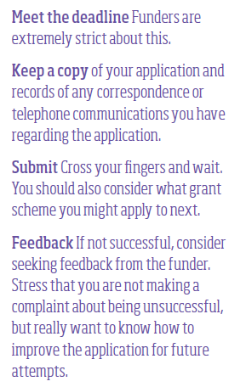 Meet the deadline Funders are
extremely strict about this.
Keep a copy of your application and
records of any correspondence or
telephone communications you have
regarding the application.
Submit Cross your fingers and wait.
You should also consider what grant
scheme you might apply to next.
Feedback If not successful, consider
seeking feedback from the funder.
Stress that you are not making a
complaint about being unsuccessful,
but really want to know how to
improve the application for future
attempts.